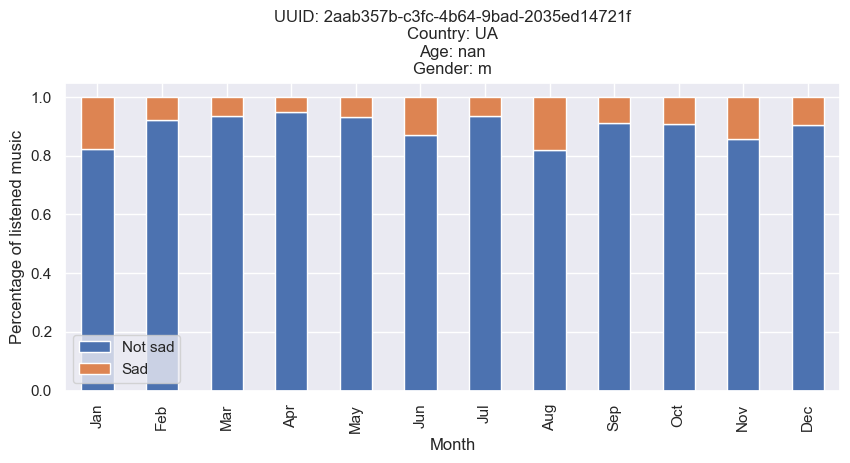 UUID: 2aab357b-c3fc-4b64-9bad-2035ed14721f
Country: UA
Age: nan
Gender: m
Percentage of listened music
1.0
0.8
0.6
0.4
0.2
0.0
Not sad
Sad
Jan
Feb
Mar
Apr
May
Jun
Jul
Aug
Sep
Oct
Nov
Dec
Month